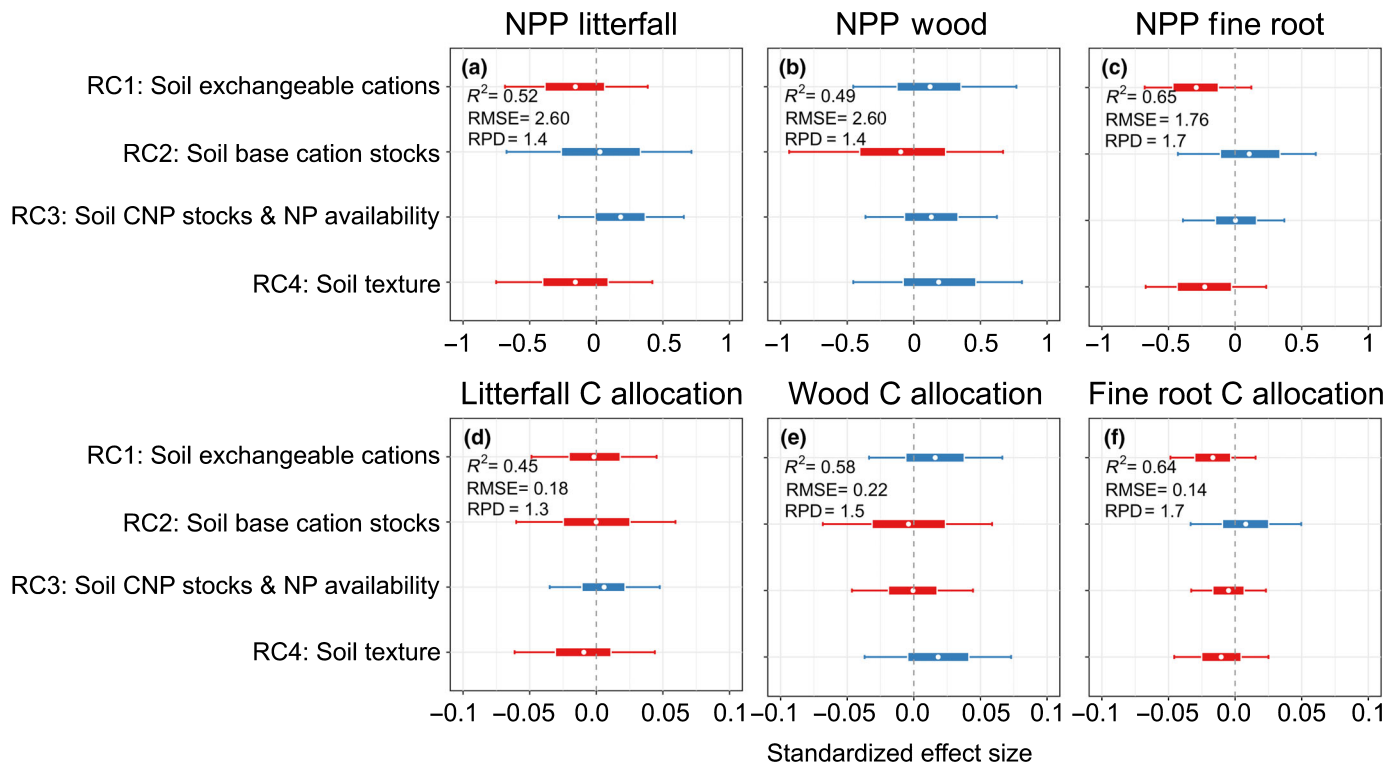 NPP litterfall
NPP wood
NPP fine root
RC1: Soil exchangeable cations
RC2: Soil base cation stocks
RC3: Soil CNP stocks & NP availability
RC4: Soil texture
(a)
R²= 0.52
RMSE= 2.60
RPD= 1.4
(b)
R²= 0.49
RMSE= 2.60
RPD= 1.4
(c)
R²= 0.65
RMSE= 1.76
RPD= 1.7
−1 −0.5 0 0.5 1
−1 −0.5 0 0.5 1
−1 −0.5 0 0.5 1
Litterfall C allocation
Wood C allocation
Fine root C allocation
RC1: Soil exchangeable cations
RC2: Soil base cation stocks
RC3: Soil CNP stocks & NP availability
RC4: Soil texture
(d)
R²= 0.45
RMSE= 0.18
RPD= 1.3
(e)
R²= 0.58
RMSE= 0.22
RPD= 1.5
(f)
R²= 0.64
RMSE= 0.14
RPD= 1.7
−0.1 −0.05 0.0 0.05 0.1
−0.1 −0.05 0.0 0.05 0.1
−0.1 −0.05 0.0 0.05 0.1
Standardized effect size